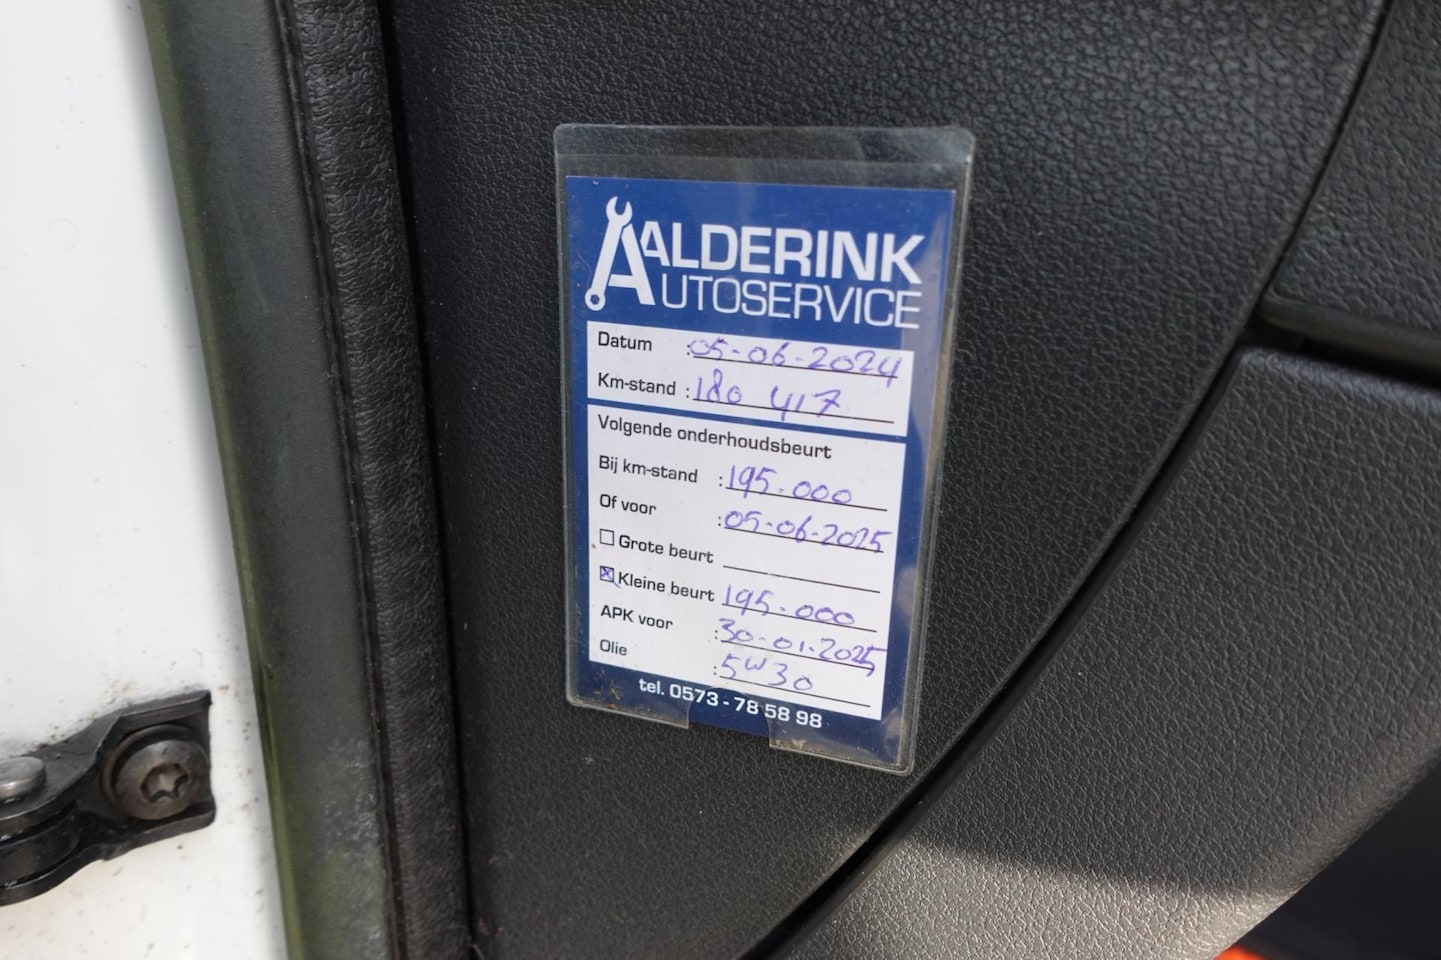 ALDERINK
AUTOSERVICE
Datum : 05-06-2024
Km-stand : 180 417
Volgende onderhoudsbeurt
Bij km-stand : 195.000
Of voor : 05-06-2025
Grote beurt
Kleine beurt 195.000
APK voor : 30-01-2025
Olie : 5W30
tel. 0573 - 78 58 98